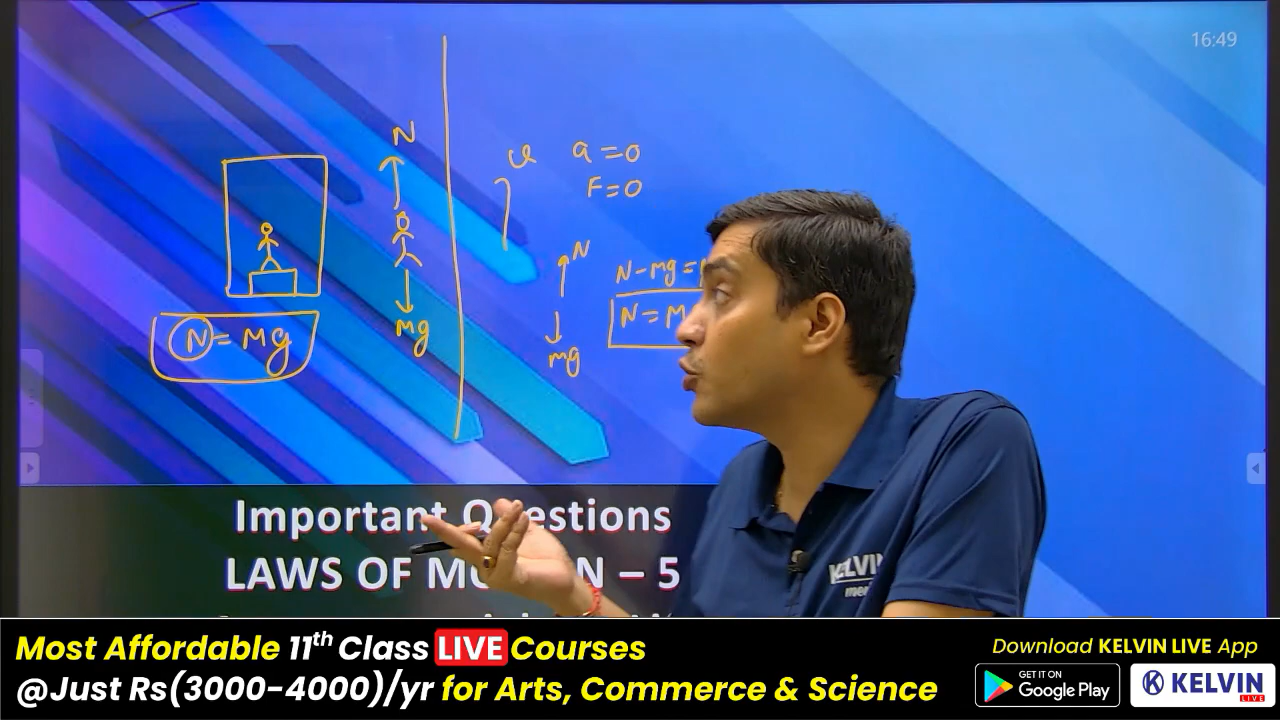 16:49
N
N = Mg
mg
a = 0
F = 0
N
mg
N - mg =
N = M
Important Questions
LAWS OF MOTION – 5
KELVIN
Most Affordable 11th Class LIVE Courses
@Just Rs(3000-4000)/yr for Arts, Commerce & Science
Download KELVIN LIVE App
GET IT ON
Google Play
KELVIN
LIVE